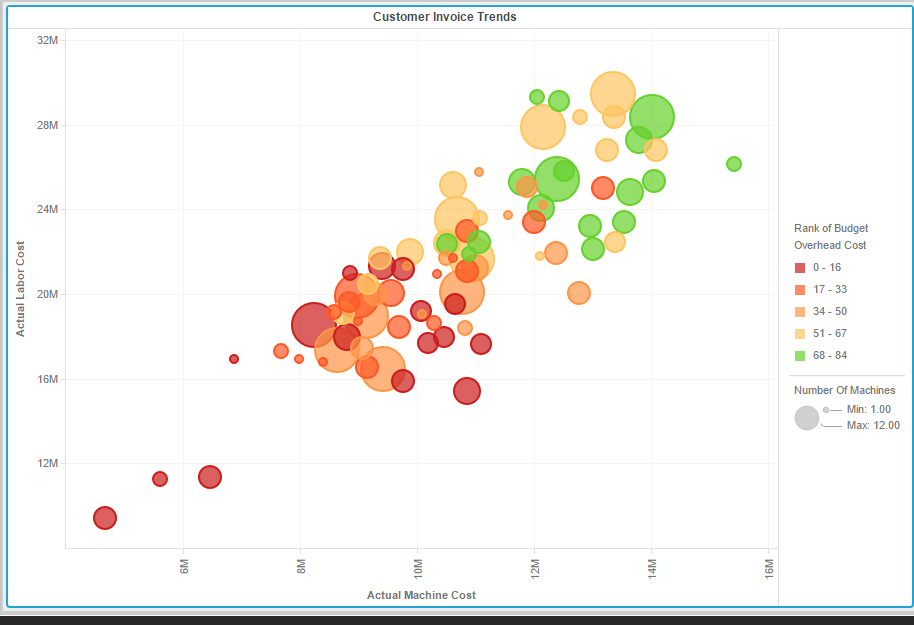 Customer Invoice Trends
32M
28M
24M
20M
16M
12M
Actual Labor Cost
6M
8M
10M
12M
14M
16M
Actual Machine Cost
Rank of Budget
Overhead Cost
0 - 16
17 - 33
34 - 50
51 - 67
68 - 84
Number Of Machines
Min: 1.00
Max: 12.00